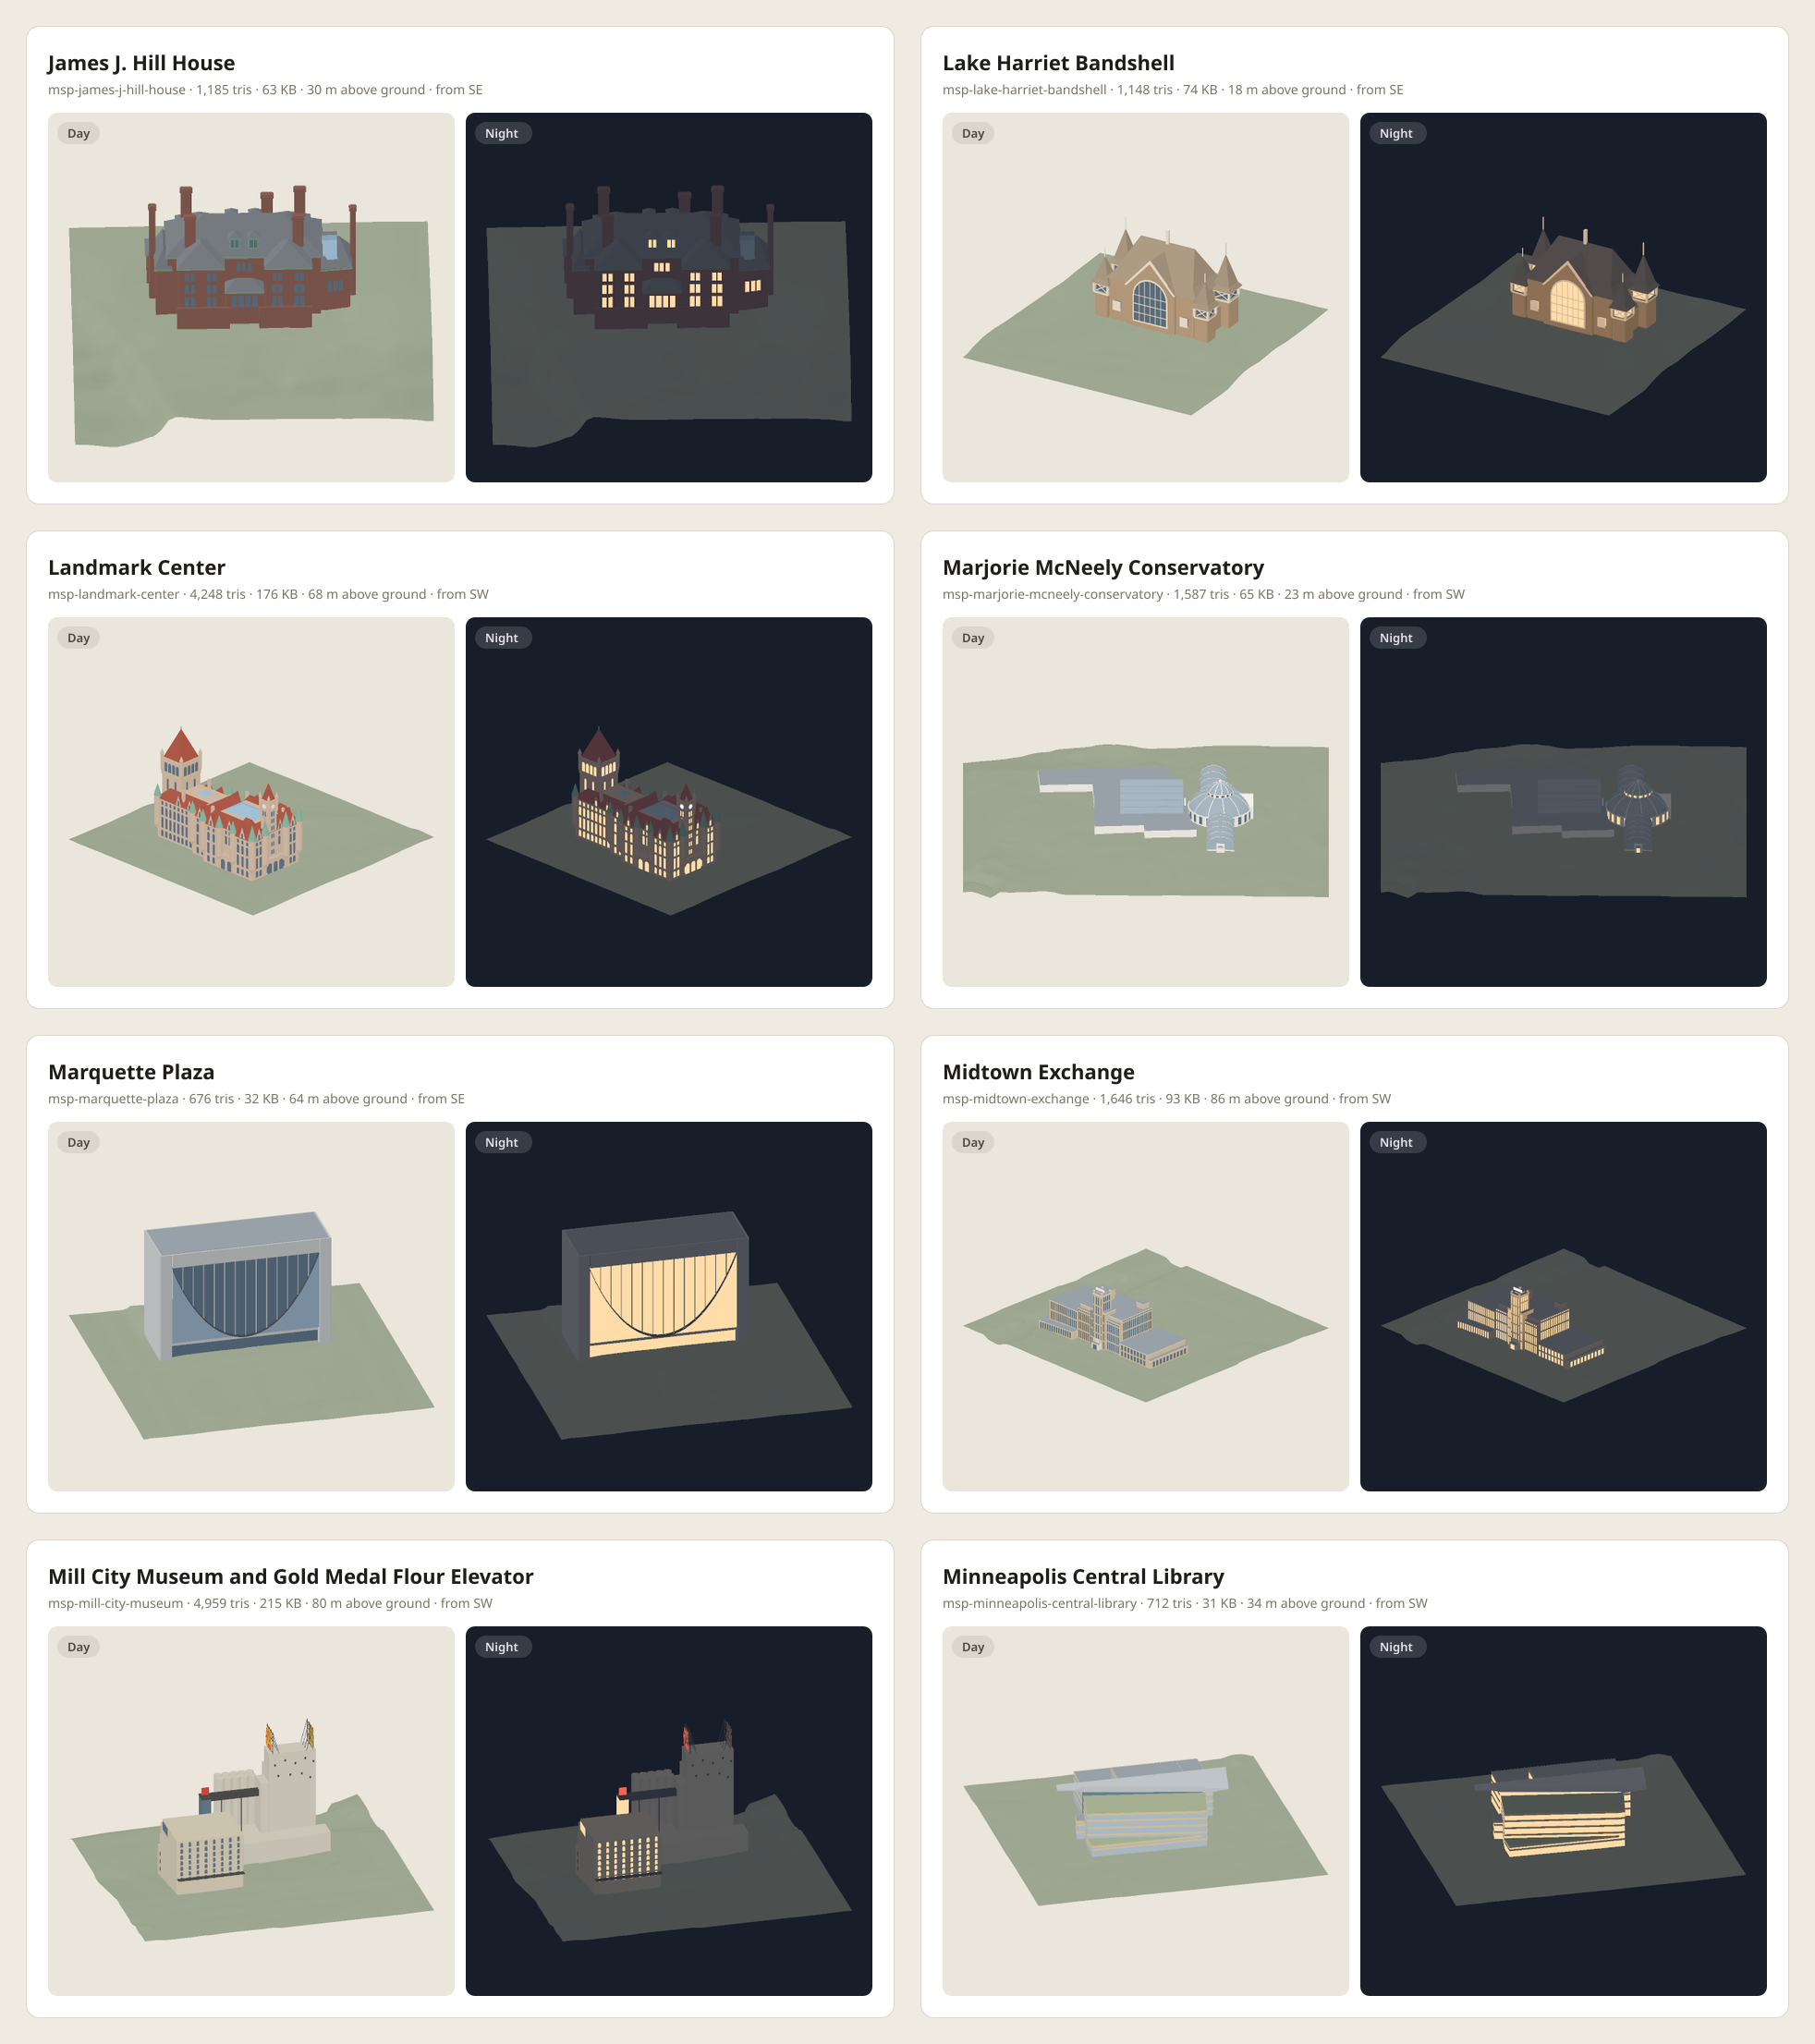 James J. Hill House
msp-james-j-hill-house · 1,185 tris · 63 KB · 30 m above ground · from SE
Day
Night
Lake Harriet Bandshell
msp-lake-harriet-bandshell · 1,148 tris · 74 KB · 18 m above ground · from SE
Day
Night
Landmark Center
msp-landmark-center · 4,248 tris · 176 KB · 68 m above ground · from SW
Day
Night
Marjorie McNeely Conservatory
msp-marjorie-mcneely-conservatory · 1,587 tris · 65 KB · 23 m above ground · from SW
Day
Night
Marquette Plaza
msp-marquette-plaza · 676 tris · 32 KB · 64 m above ground · from SE
Day
Night
Midtown Exchange
msp-midtown-exchange · 1,646 tris · 93 KB · 86 m above ground · from SW
Day
Night
Mill City Museum and Gold Medal Flour Elevator
msp-mill-city-museum · 4,959 tris · 215 KB · 80 m above ground · from SW
Day
Night
Minneapolis Central Library
msp-minneapolis-central-library · 712 tris · 31 KB · 34 m above ground · from SW
Day
Night